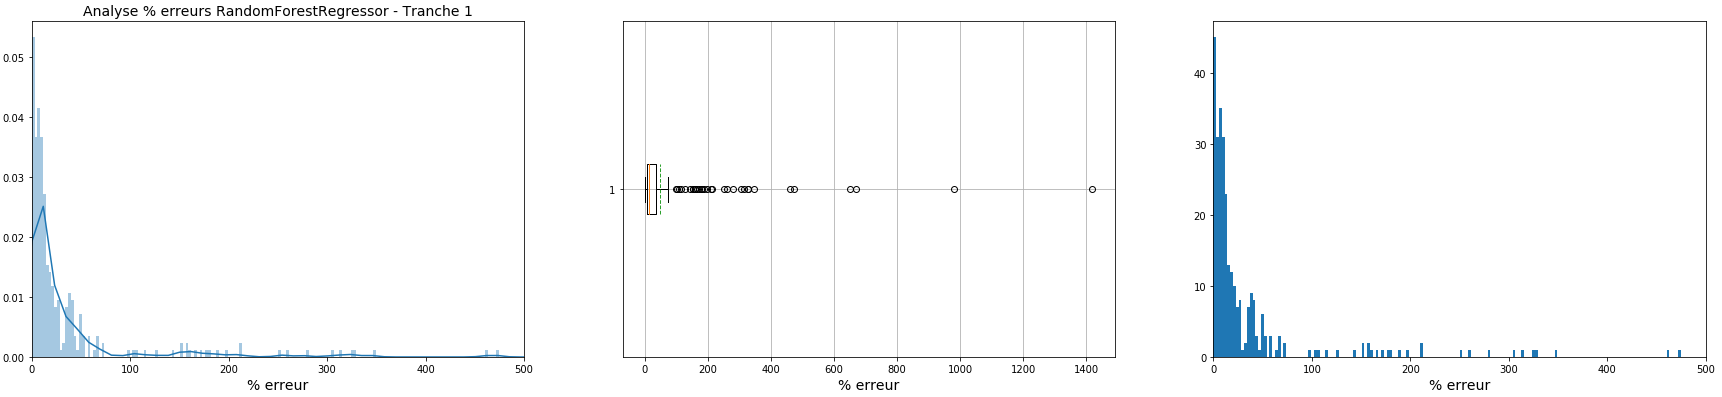 Analyse % erreurs RandomForestRegressor - Tranche 1
0.05
0.04
0.03
0.02
0.01
0.00
0 100 200 300 400 500
% erreur
1
0 200 400 600 800 1000 1200 1400
% erreur
40
30
20
10
0
0 100 200 300 400 500
% erreur